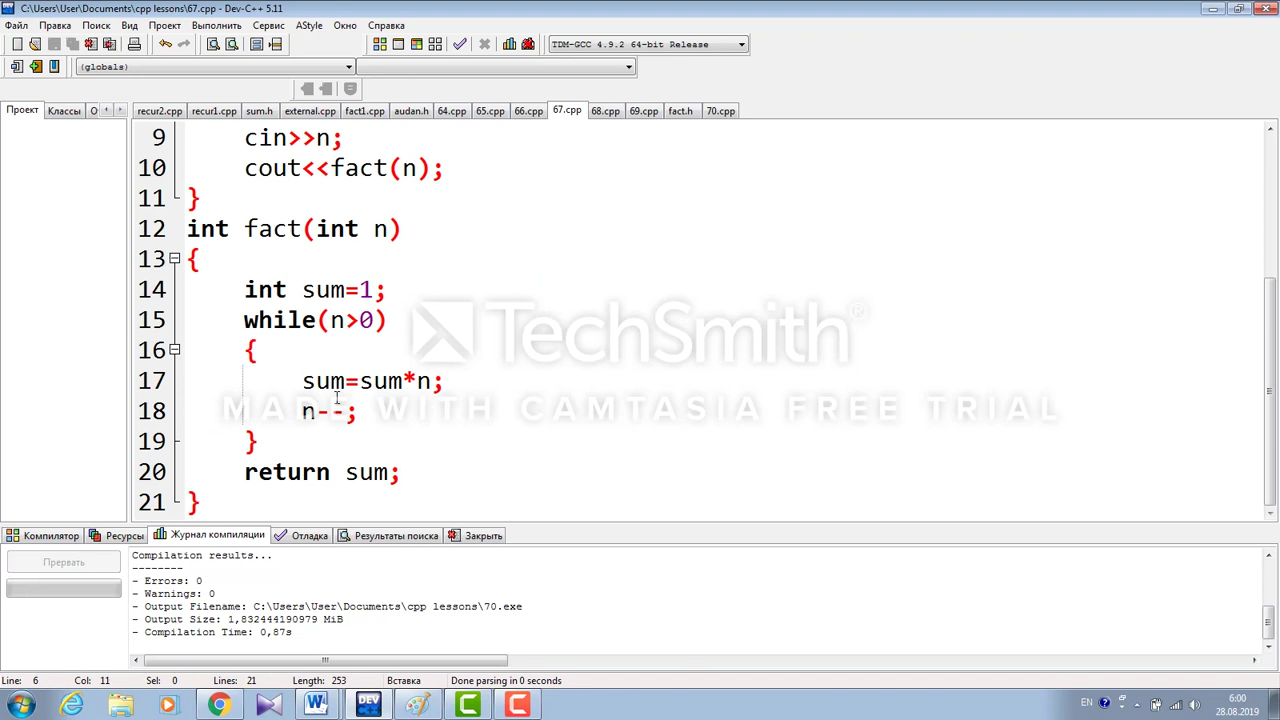 C:\Users\User\Documents\cpp lessons\67.cpp - Dev-C++ 5.11
Файл Правка Поиск Вид Проект Выполнить Сервис AStyle Окно Справка
TDM-GCC 4.9.2 64-bit Release
(globals)
Проект Классы О recur2.cpp recur1.cpp sum.h external.cpp fact1.cpp audan.h 64.cpp 65.cpp 66.cpp 67.cpp 68.cpp 69.cpp fact.h 70.cpp
9 cin>>n;
10 cout<<fact(n);
11 }
12 int fact(int n)
13 {
14 int sum=1;
15 while(n>0)
16 {
17 sum=sum*n;
18 n--;
19 }
20 return sum;
21 }
TechSmith®
MADE WITH CAMTASIA FREE TRIAL
Компилятор Ресурсы Журнал компиляции Отладка Результаты поиска Закрыть
Прервать
Compilation results...
--------
- Errors: 0
- Warnings: 0
- Output Filename: C:\Users\User\Documents\cpp lessons\70.exe
- Output Size: 1,832444190979 MiB
- Compilation Time: 0,87s
Line: 6 Col: 11 Sel: 0 Lines: 21 Length: 253 Вставка Done parsing in 0 seconds
EN 6:00
28.08.2019